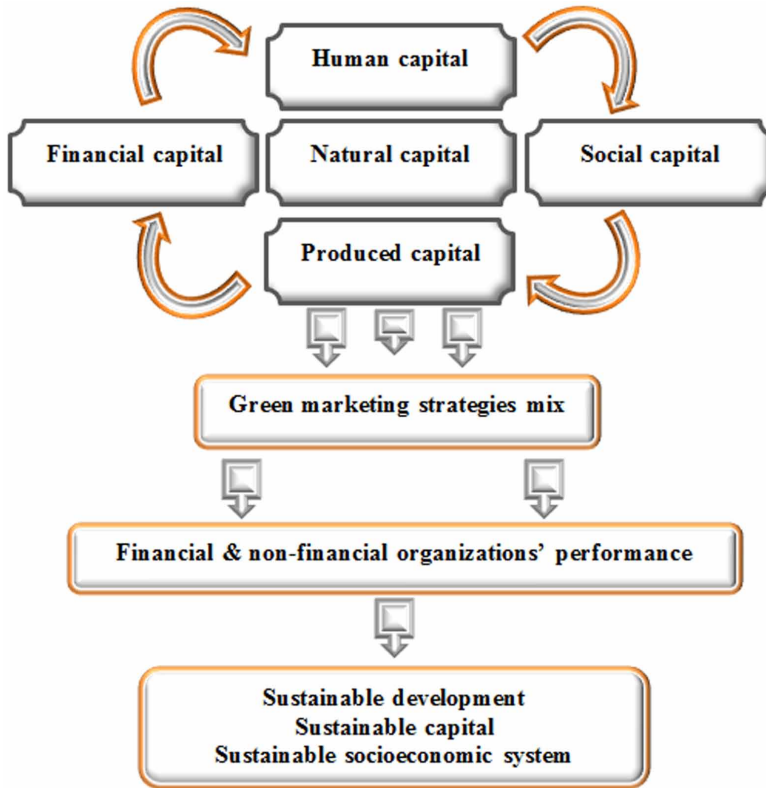 Human capital
Financial capital
Natural capital
Social capital
Produced capital
Green marketing strategies mix
Financial & non-financial organizations’ performance
Sustainable development
Sustainable capital
Sustainable socioeconomic system